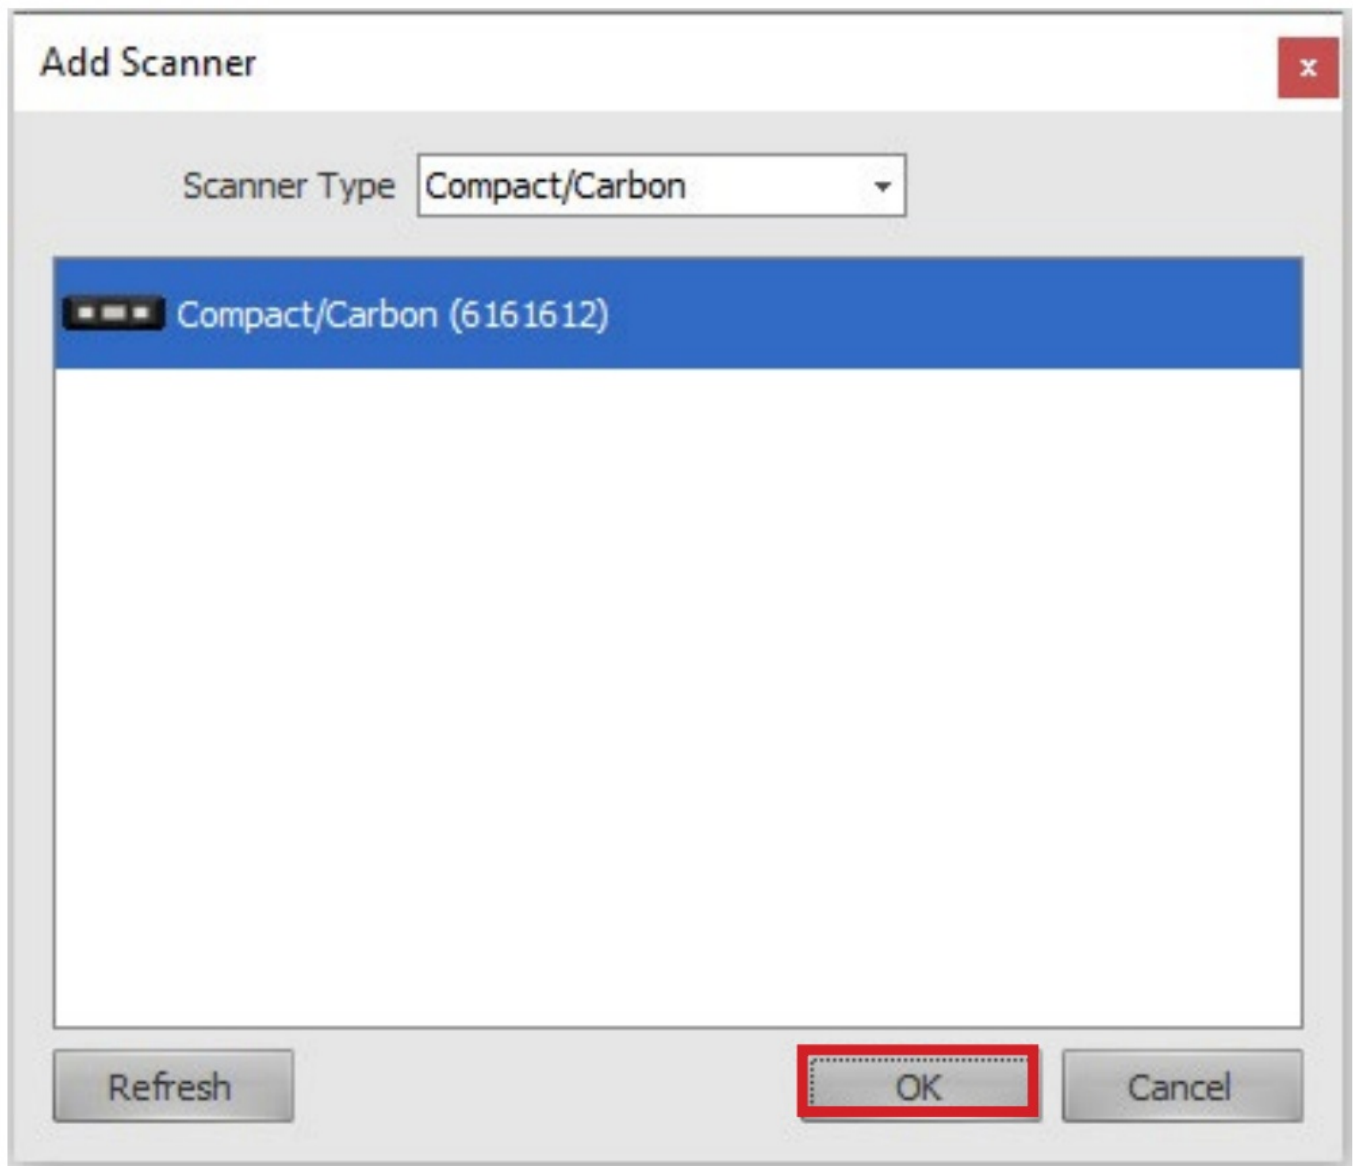 Add Scanner
x
Scanner Type Compact/Carbon
Compact/Carbon (6161612)
Refresh OK Cancel